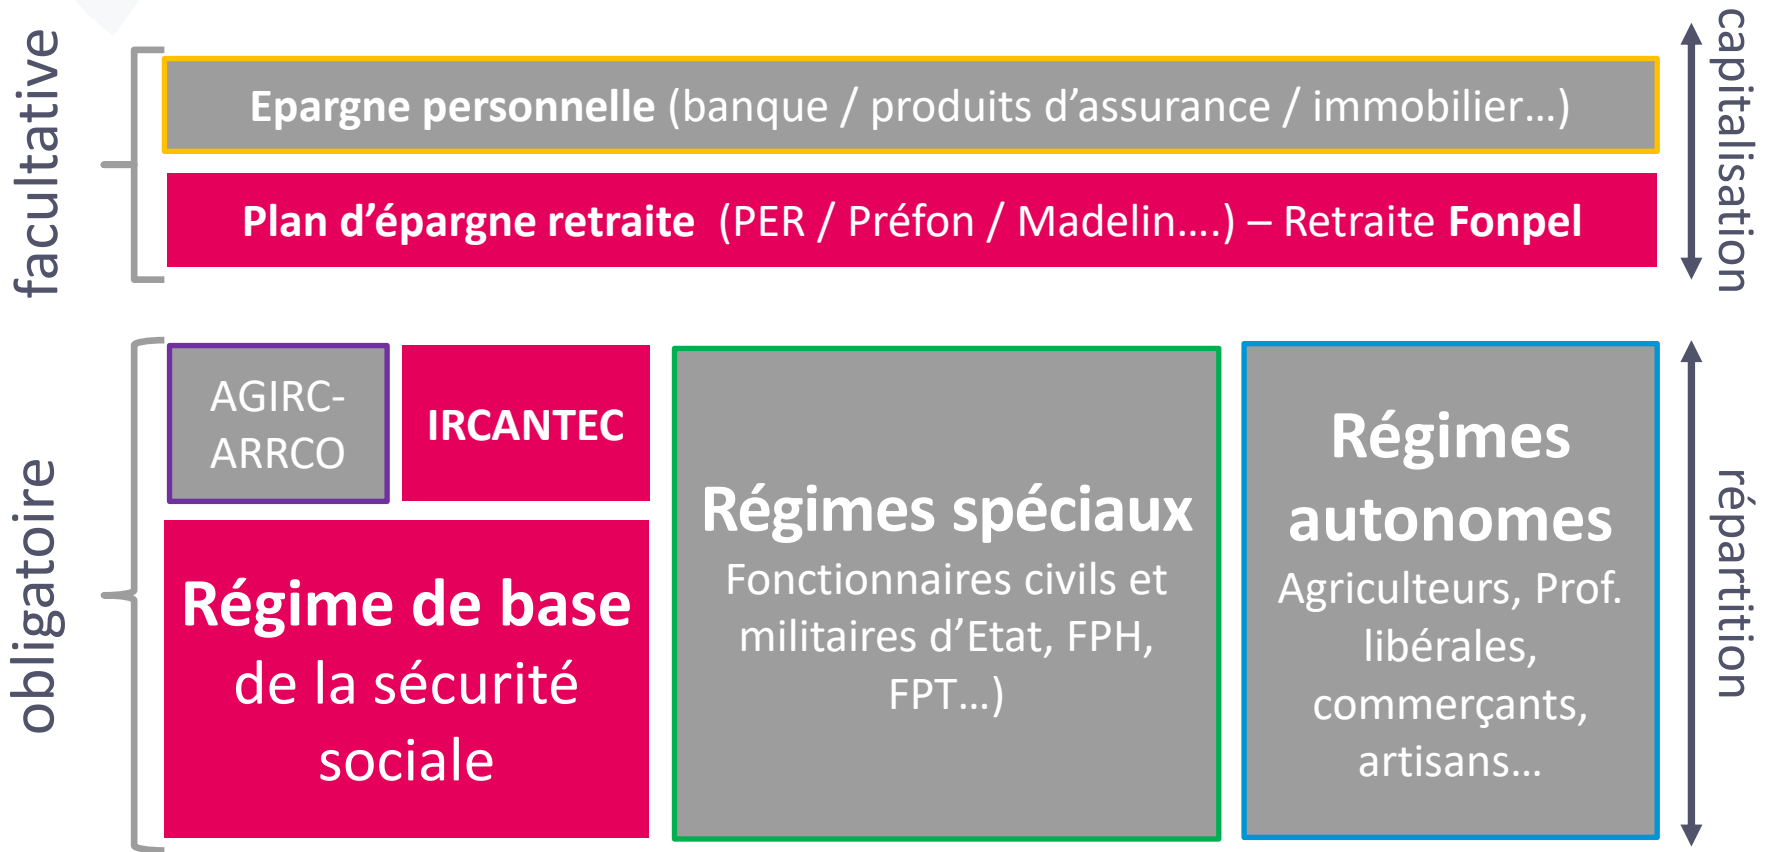 facultative
Epargne personnelle (banque / produits d’assurance / immobilier…)
Plan d’épargne retraite  (PER / Préfon / Madelin….) – Retraite Fonpel
capitalisation
obligatoire
AGIRC-
ARRCO
IRCANTEC
Régime de base
de la sécurité
sociale
Régimes spéciaux
Fonctionnaires civils et
militaires d’Etat, FPH,
FPT…)
Régimes
autonomes
Agriculteurs, Prof.
libérales,
commerçants,
artisans…
répartition